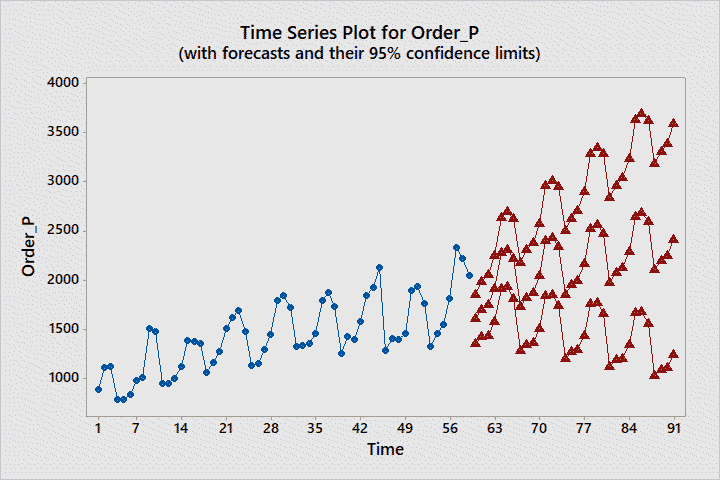 Time Series Plot for Order_P
(with forecasts and their 95% confidence limits)
4000
3500
3000
2500
2000
1500
1000
Order_P
1 7 14 21 28 35 42 49 56 63 70 77 84 91
Time